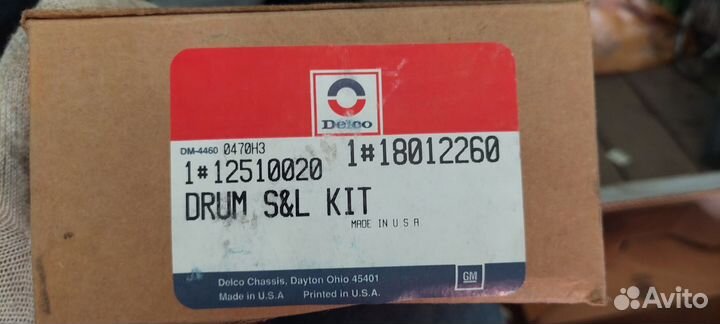 Delco
DM-4460 0470H3
1#12510020 1#18012260
DRUM S&L KIT
MADE IN U S A
Delco Chassis, Dayton Ohio 45401
Made in U.S.A Printed in U.S.A.
GM
Avito